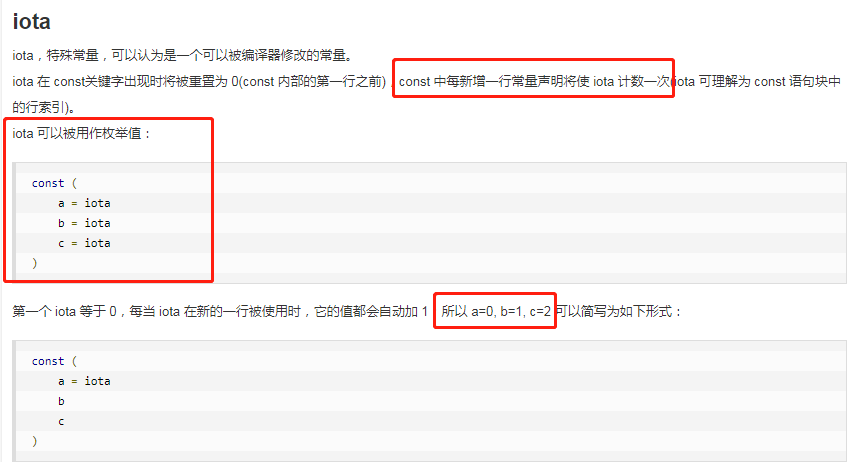 iota
iota，特殊常量，可以认为是一个可以被编译器修改的常量。
iota 在 const关键字出现时将被重置为 0(const 内部的第一行之前)，const 中每新增一行常量声明将使 iota 计数一次(iota 可理解为 const 语句块中
的行索引)。
iota 可以被用作枚举值：
const (
    a = iota
    b = iota
    c = iota
)
第一个 iota 等于 0，每当 iota 在新的一行被使用时，它的值都会自动加 1；所以 a=0, b=1, c=2 可以简写为如下形式：
const (
    a = iota
    b
    c
)